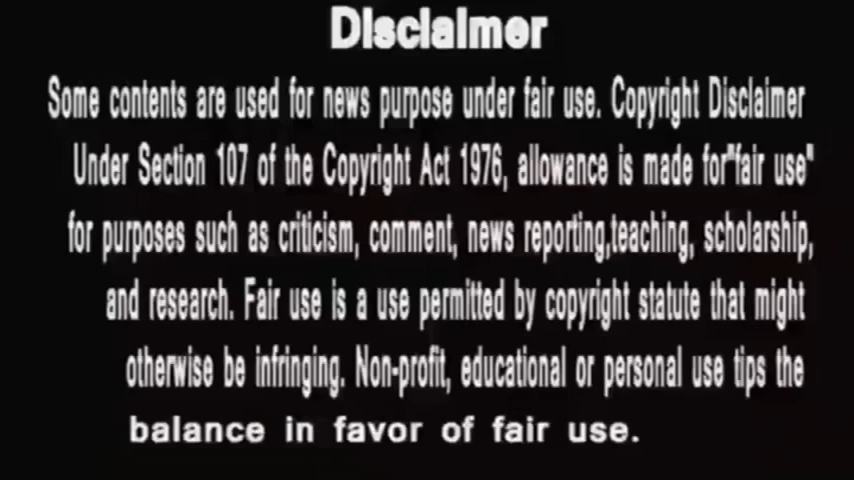 Disclaimer
Some contents are used for news purpose under fair use. Copyright Disclaimer
Under Section 107 of the Copyright Act 1976, allowance is made for"fair use"
for purposes such as criticism, comment, news reporting,teaching, scholarship,
and research. Fair use is a use permitted by copyright statute that might
otherwise be infringing. Non-profit, educational or personal use tips the
balance in favor of fair use.